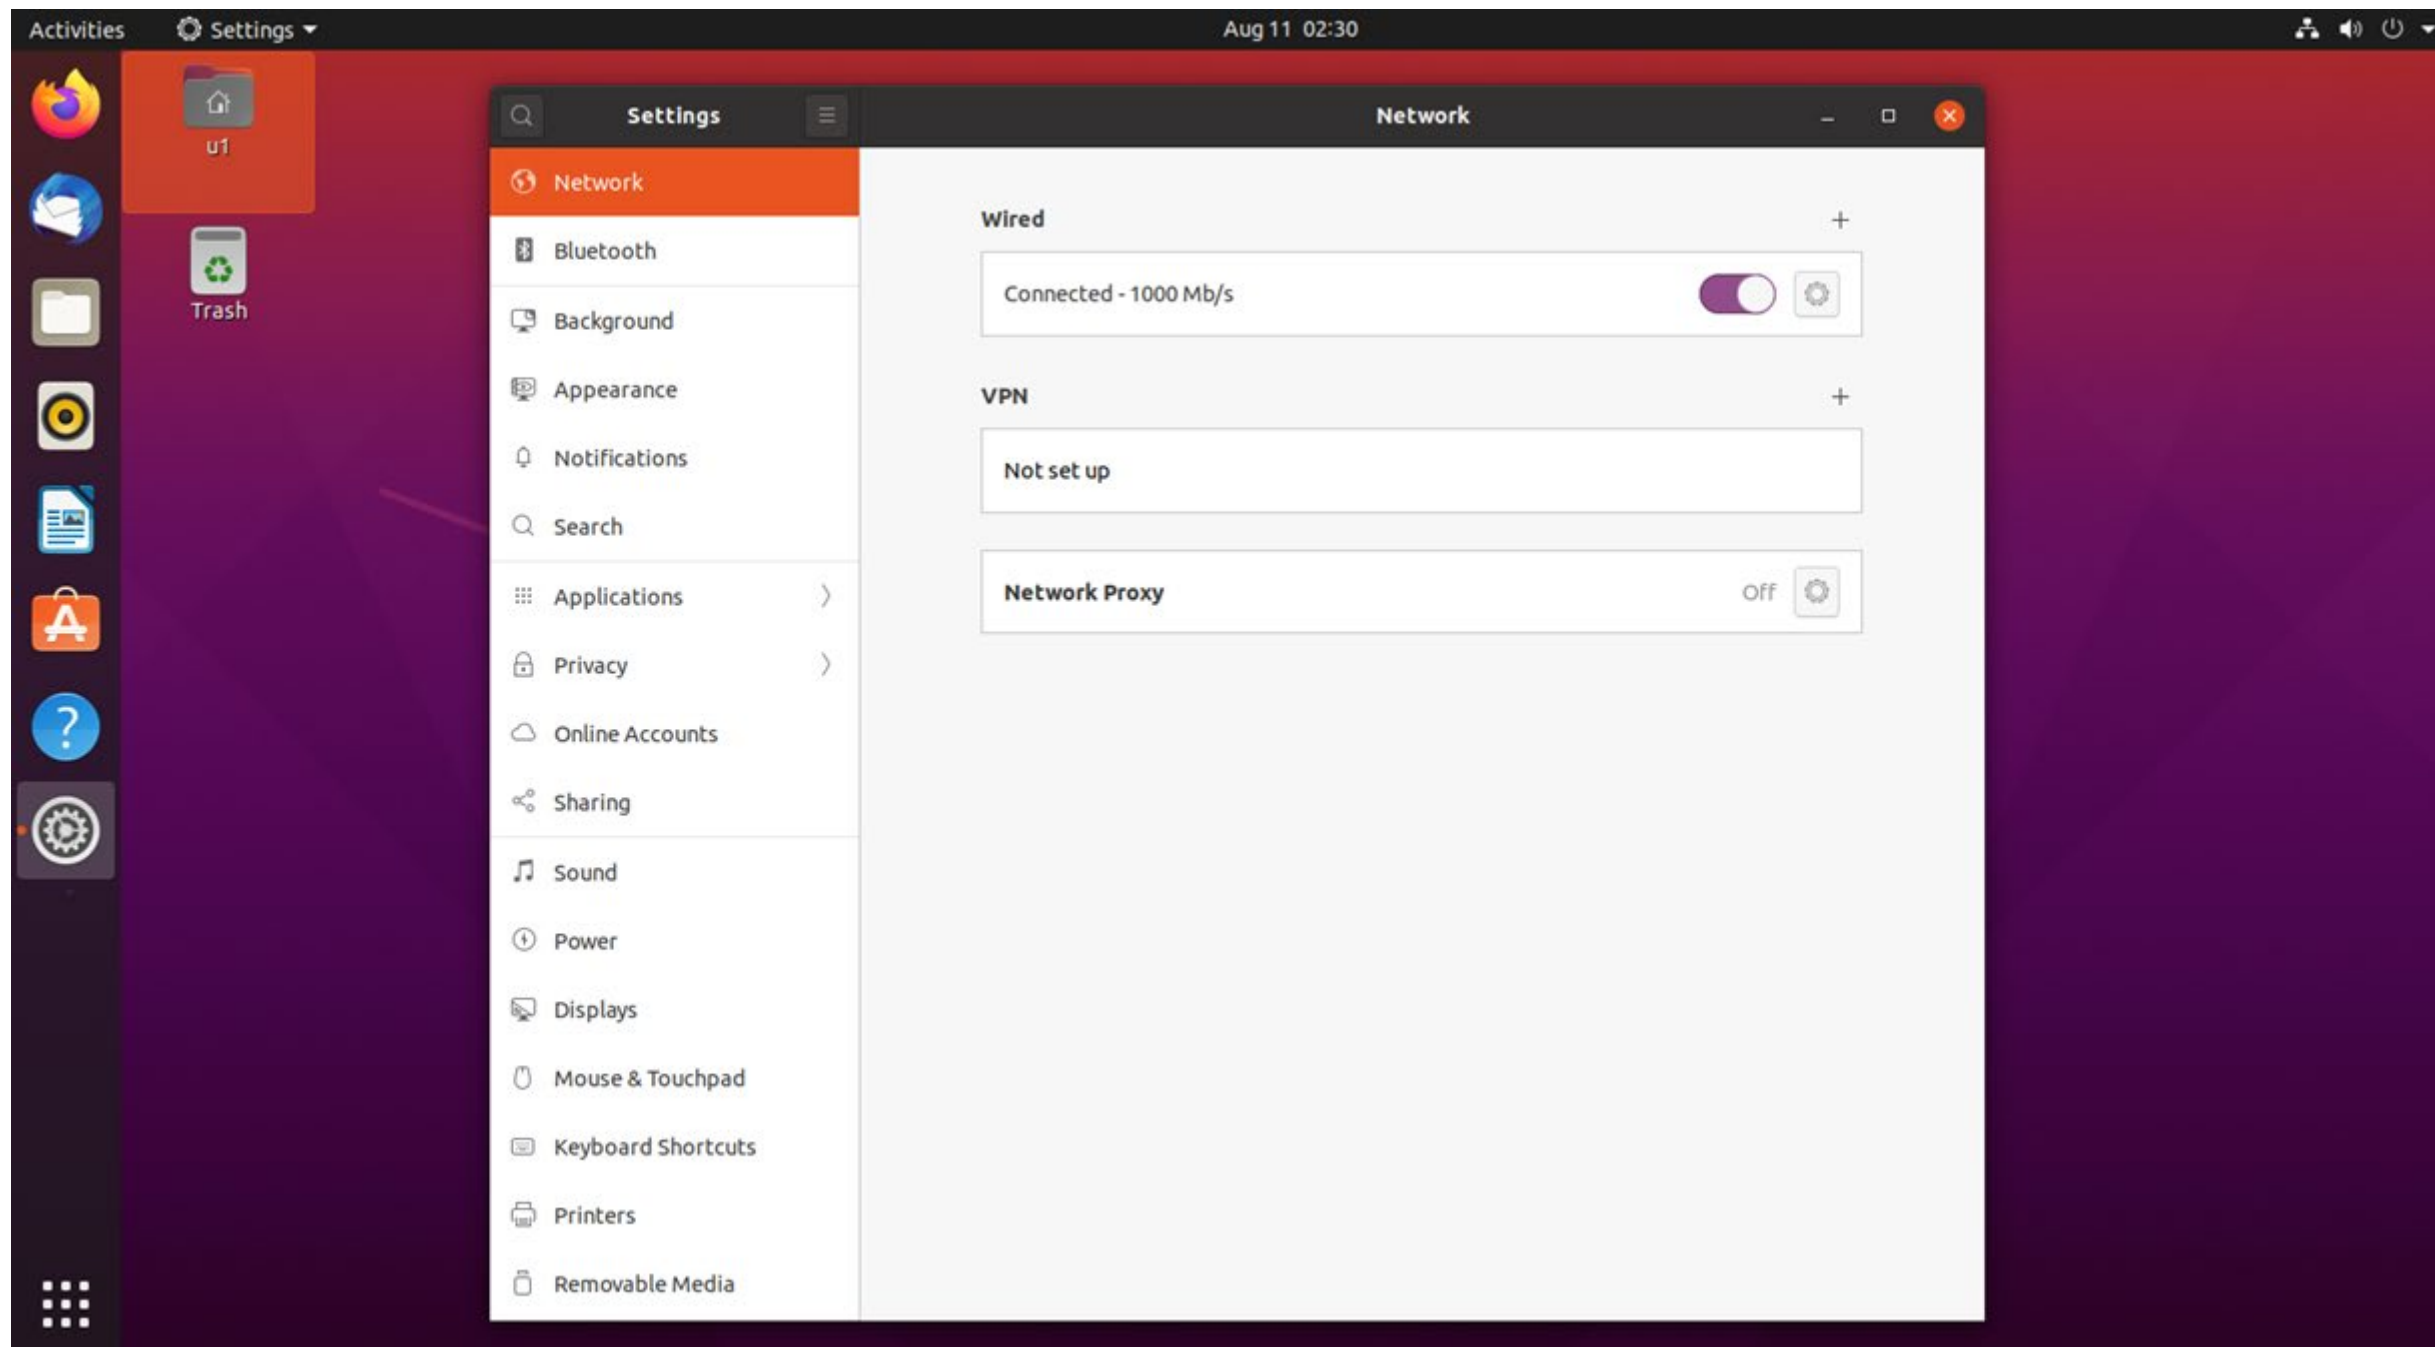 Activities
Settings
Aug 11 02:30
u1
Trash
Settings
Network
Network
Bluetooth
Background
Appearance
Notifications
Search
Applications
Privacy
Online Accounts
Sharing
Sound
Power
Displays
Mouse & Touchpad
Keyboard Shortcuts
Printers
Removable Media
Wired
Connected - 1000 Mb/s
VPN
Not set up
Network Proxy
Off